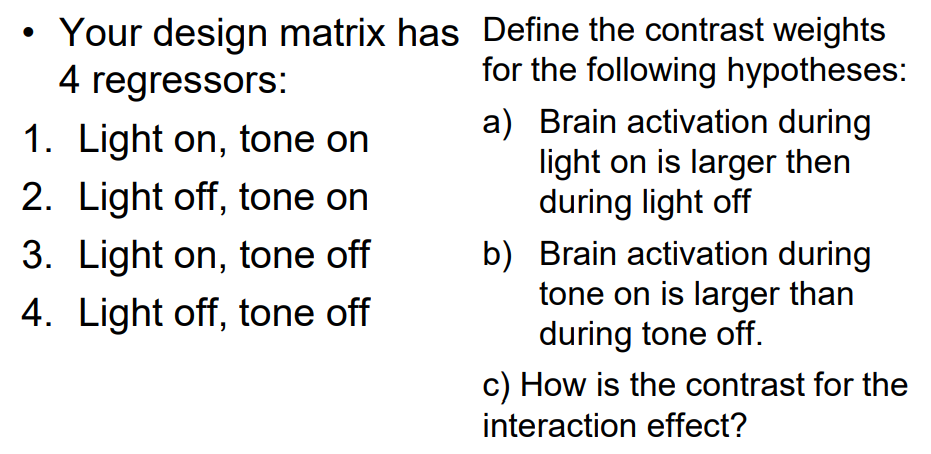 • Your design matrix has
4 regressors:
1. Light on, tone on
2. Light off, tone on
3. Light on, tone off
4. Light off, tone off
Define the contrast weights
for the following hypotheses:
a) Brain activation during
light on is larger then
during light off
b) Brain activation during
tone on is larger than
during tone off.
c) How is the contrast for the
interaction effect?